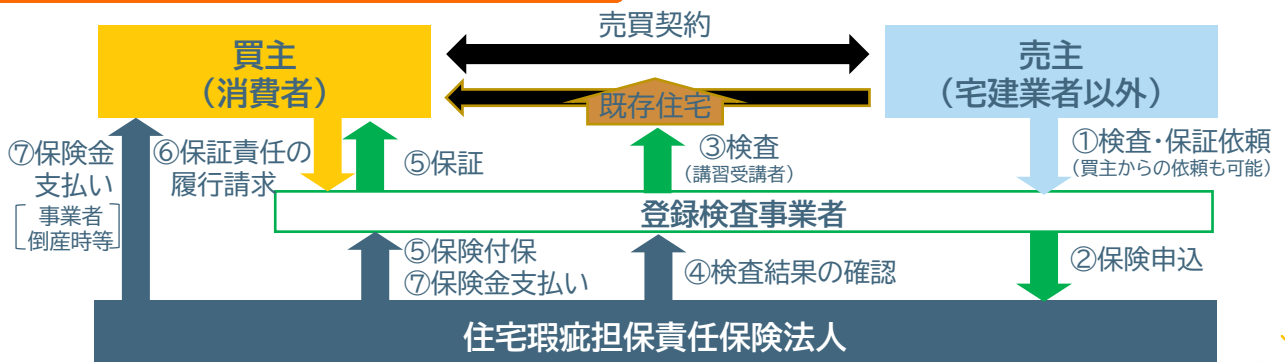 売買契約
買主
（消費者）
売主
（宅建業者以外）
既存住宅
⑦保険金
支払い
事業者
倒産時等
⑥保証責任の
履行請求
⑤保証
③検査
（講習受講者）
①検査・保証依頼
（買主からの依頼も可能）
登録検査事業者
⑤保険付保
⑦保険金支払い
④検査結果の確認
②保険申込
住宅瑕疵担保責任保険法人